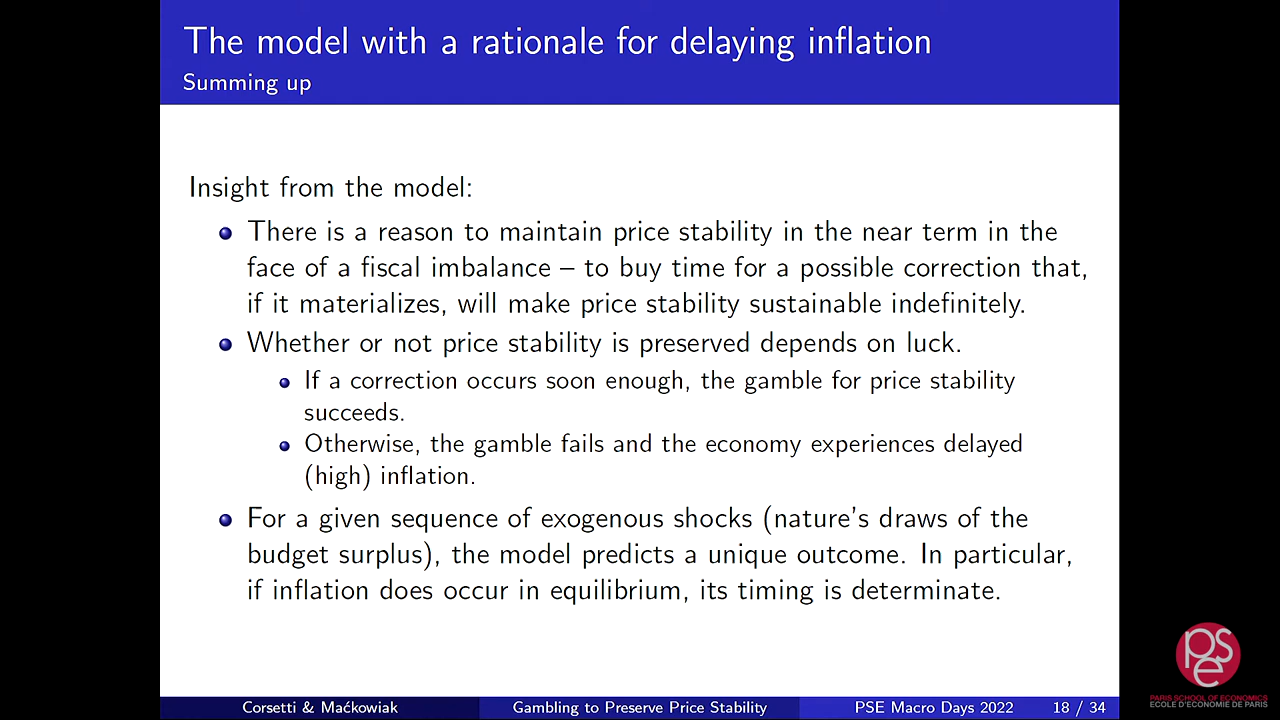 The model with a rationale for delaying inflation
Summing up
Insight from the model:
There is a reason to maintain price stability in the near term in the
face of a fiscal imbalance – to buy time for a possible correction that,
if it materializes, will make price stability sustainable indefinitely.
Whether or not price stability is preserved depends on luck.
If a correction occurs soon enough, the gamble for price stability
succeeds.
Otherwise, the gamble fails and the economy experiences delayed
(high) inflation.
For a given sequence of exogenous shocks (nature's draws of the
budget surplus), the model predicts a unique outcome. In particular,
if inflation does occur in equilibrium, its timing is determinate.
pse
PARIS SCHOOL OF ECONOMICS
ECOLE D'ECONOMIE DE PARIS
Corsetti & Maćkowiak Gambling to Preserve Price Stability PSE Macro Days 2022 18 / 34